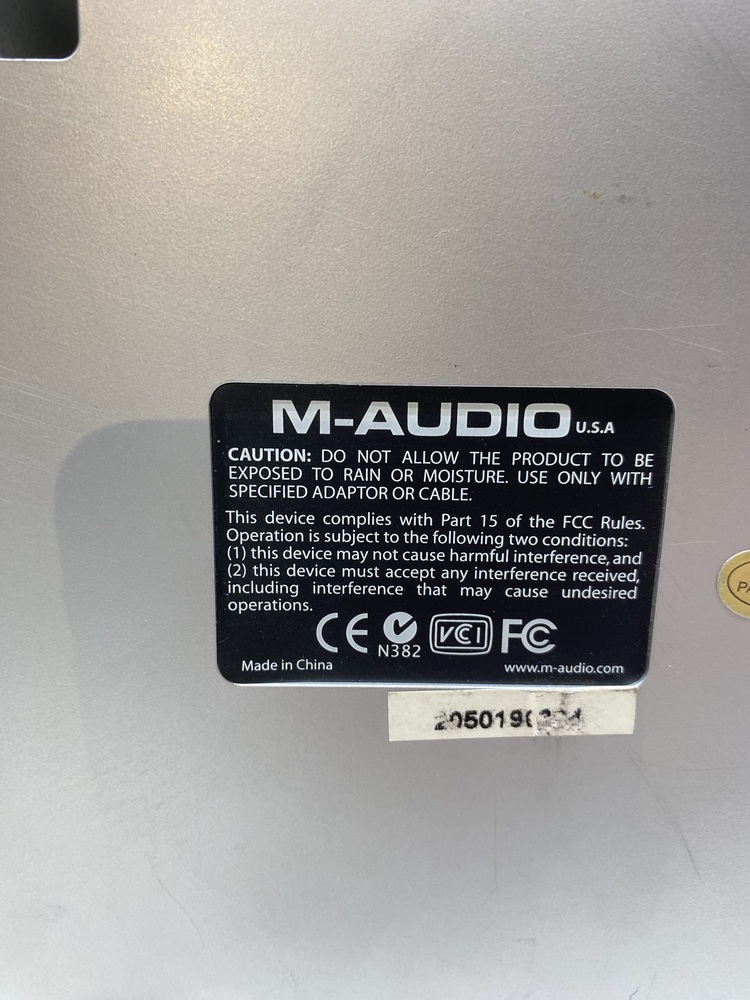 M-AUDIO U.S.A
CAUTION: DO NOT ALLOW THE PRODUCT TO BE
EXPOSED TO RAIN OR MOISTURE. USE ONLY WITH
SPECIFIED ADAPTOR OR CABLE.
This device complies with Part 15 of the FCC Rules.
Operation is subject to the following two conditions:
(1) this device may not cause harmful interference, and
(2) this device must accept any interference received,
including interference that may cause undesired
operations.
CE N382 VCI FC
Made in China www.m-audio.com